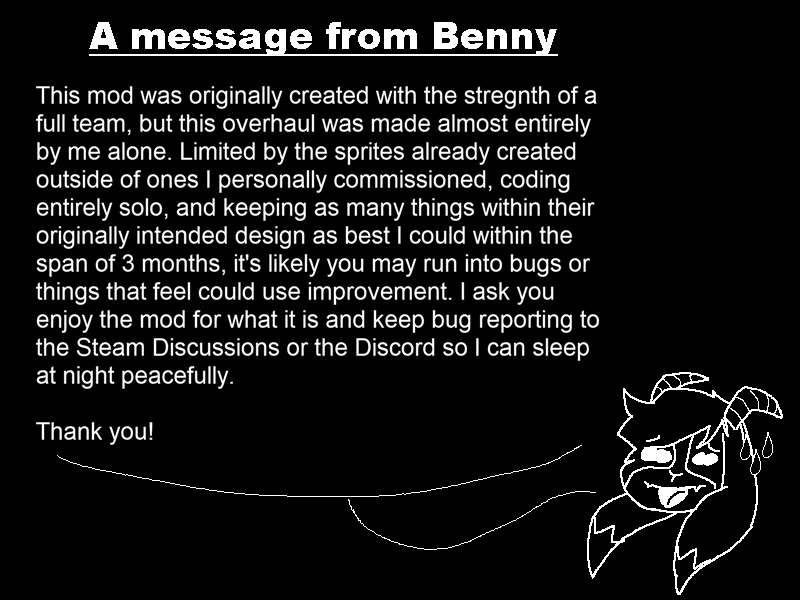 A message from Benny
This mod was originally created with the stregnth of a
full team, but this overhaul was made almost entirely
by me alone. Limited by the sprites already created
outside of ones I personally commissioned, coding
entirely solo, and keeping as many things within their
originally intended design as best I could within the
span of 3 months, it's likely you may run into bugs or
things that feel could use improvement. I ask you
enjoy the mod for what it is and keep bug reporting to
the Steam Discussions or the Discord so I can sleep
at night peacefully.
Thank you!